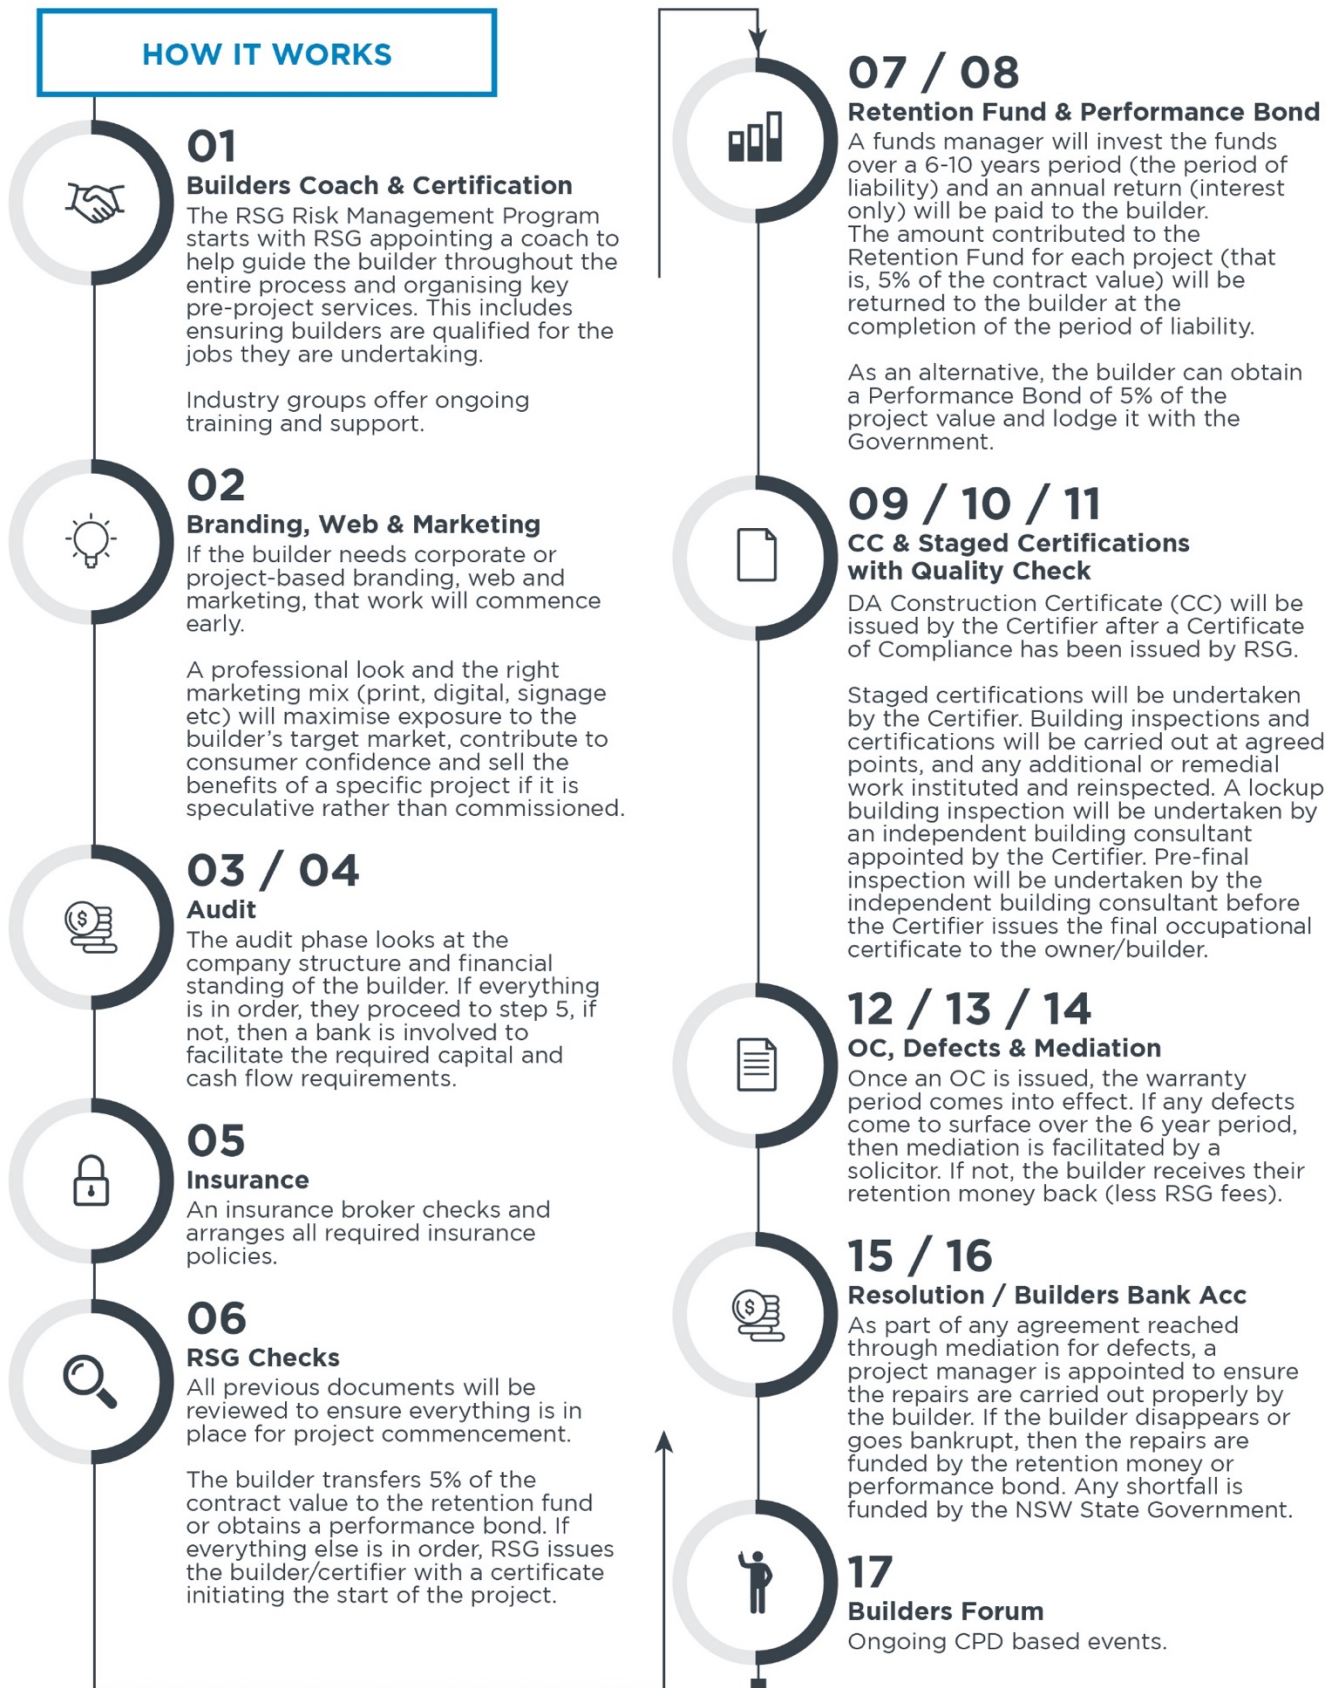 HOW IT WORKS
01
Builders Coach & Certification
The RSG Risk Management Program
starts with RSG appointing a coach to
help guide the builder throughout the
entire process and organising key
pre-project services. This includes
ensuring builders are qualified for the
jobs they are undertaking.
Industry groups offer ongoing
training and support.
02
Branding, Web & Marketing
If the builder needs corporate or
project-based branding, web and
marketing, that work will commence
early.
A professional look and the right
marketing mix (print, digital, signage
etc) will maximise exposure to the
builder's target market, contribute to
consumer confidence and sell the
benefits of a specific project if it is
speculative rather than commissioned.
03 / 04
Audit
The audit phase looks at the
company structure and financial
standing of the builder. If everything
is in order, they proceed to step 5, if
not, then a bank is involved to
facilitate the required capital and
cash flow requirements.
05
Insurance
An insurance broker checks and
arranges all required insurance
policies.
06
RSG Checks
All previous documents will be
reviewed to ensure everything is in
place for project commencement.
The builder transfers 5% of the
contract value to the retention fund
or obtains a performance bond. If
everything else is in order, RSG issues
the builder/certifier with a certificate
initiating the start of the project.
07 / 08
Retention Fund & Performance Bond
A funds manager will invest the funds
over a 6-10 years period (the period of
liability) and an annual return (interest
only) will be paid to the builder.
The amount contributed to the
Retention Fund for each project (that
is, 5% of the contract value) will be
returned to the builder at the
completion of the period of liability.
As an alternative, the builder can obtain
a Performance Bond of 5% of the
project value and lodge it with the
Government.
09 / 10 / 11
CC & Staged Certifications
with Quality Check
DA Construction Certificate (CC) will be
issued by the Certifier after a Certificate
of Compliance has been issued by RSG.
Staged certifications will be undertaken
by the Certifier. Building inspections and
certifications will be carried out at agreed
points, and any additional or remedial
work instituted and reinspected. A lockup
building inspection will be undertaken by
an independent building consultant
appointed by the Certifier. Pre-final
inspection will be undertaken by the
independent building consultant before
the Certifier issues the final occupational
certificate to the owner/builder.
12 / 13 / 14
OC, Defects & Mediation
Once an OC is issued, the warranty
period comes into effect. If any defects
come to surface over the 6 year period,
then mediation is facilitated by a
solicitor. If not, the builder receives their
retention money back (less RSG fees).
15 / 16
Resolution / Builders Bank Acc
As part of any agreement reached
through mediation for defects, a
project manager is appointed to ensure
the repairs are carried out properly by
the builder. If the builder disappears or
goes bankrupt, then the repairs are
funded by the retention money or
performance bond. Any shortfall is
funded by the NSW State Government.
17
Builders Forum
Ongoing CPD based events.